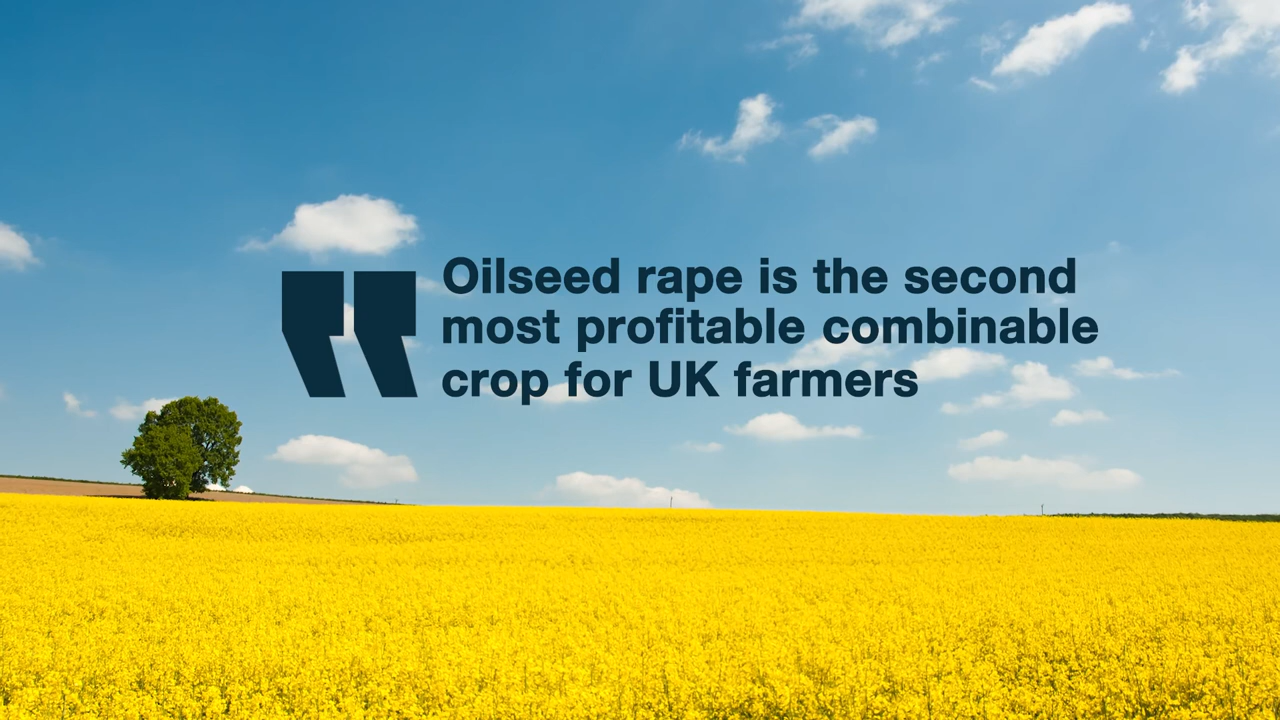 Oilseed rape is the second
most profitable combinable
crop for UK farmers